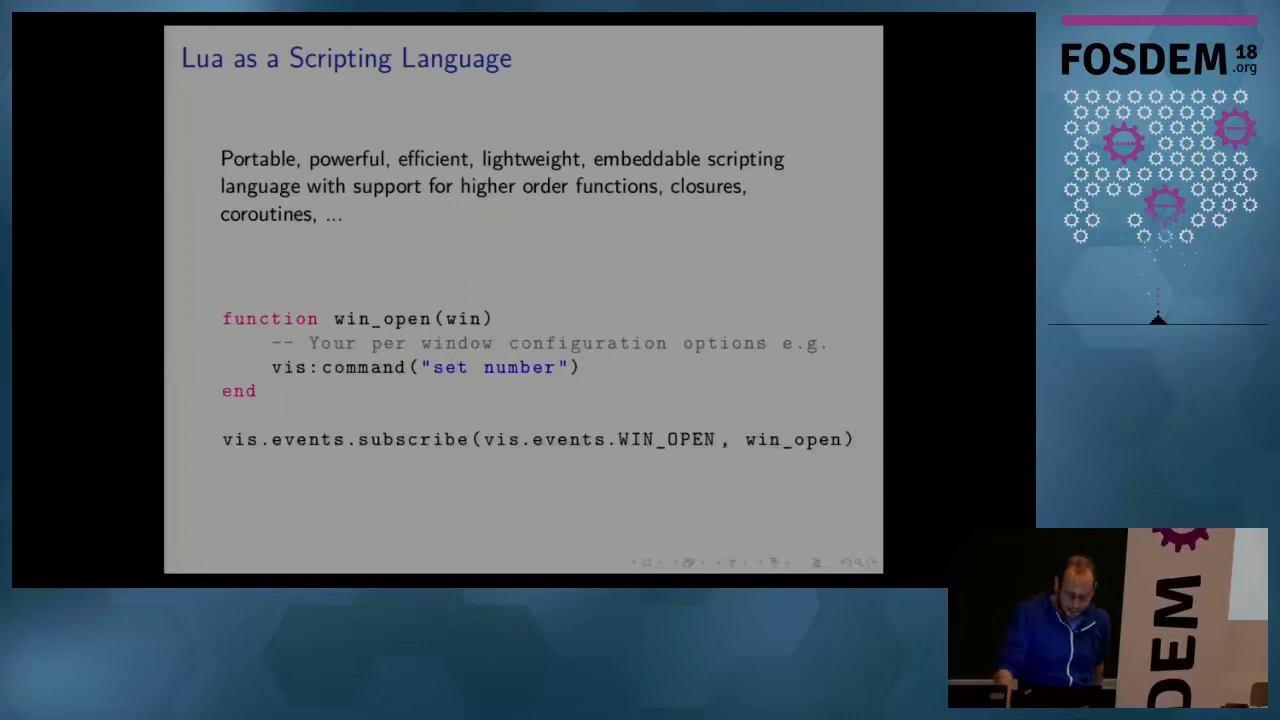 Lua as a Scripting Language
Portable, powerful, efficient, lightweight, embeddable scripting
language with support for higher order functions, closures,
coroutines, ...
function win_open(win)
-- Your per window configuration options e.g.
vis:command("set number")
end
vis.events.subscribe(vis.events.WIN_OPEN, win_open)
FOSDEM 18
.org
DEM